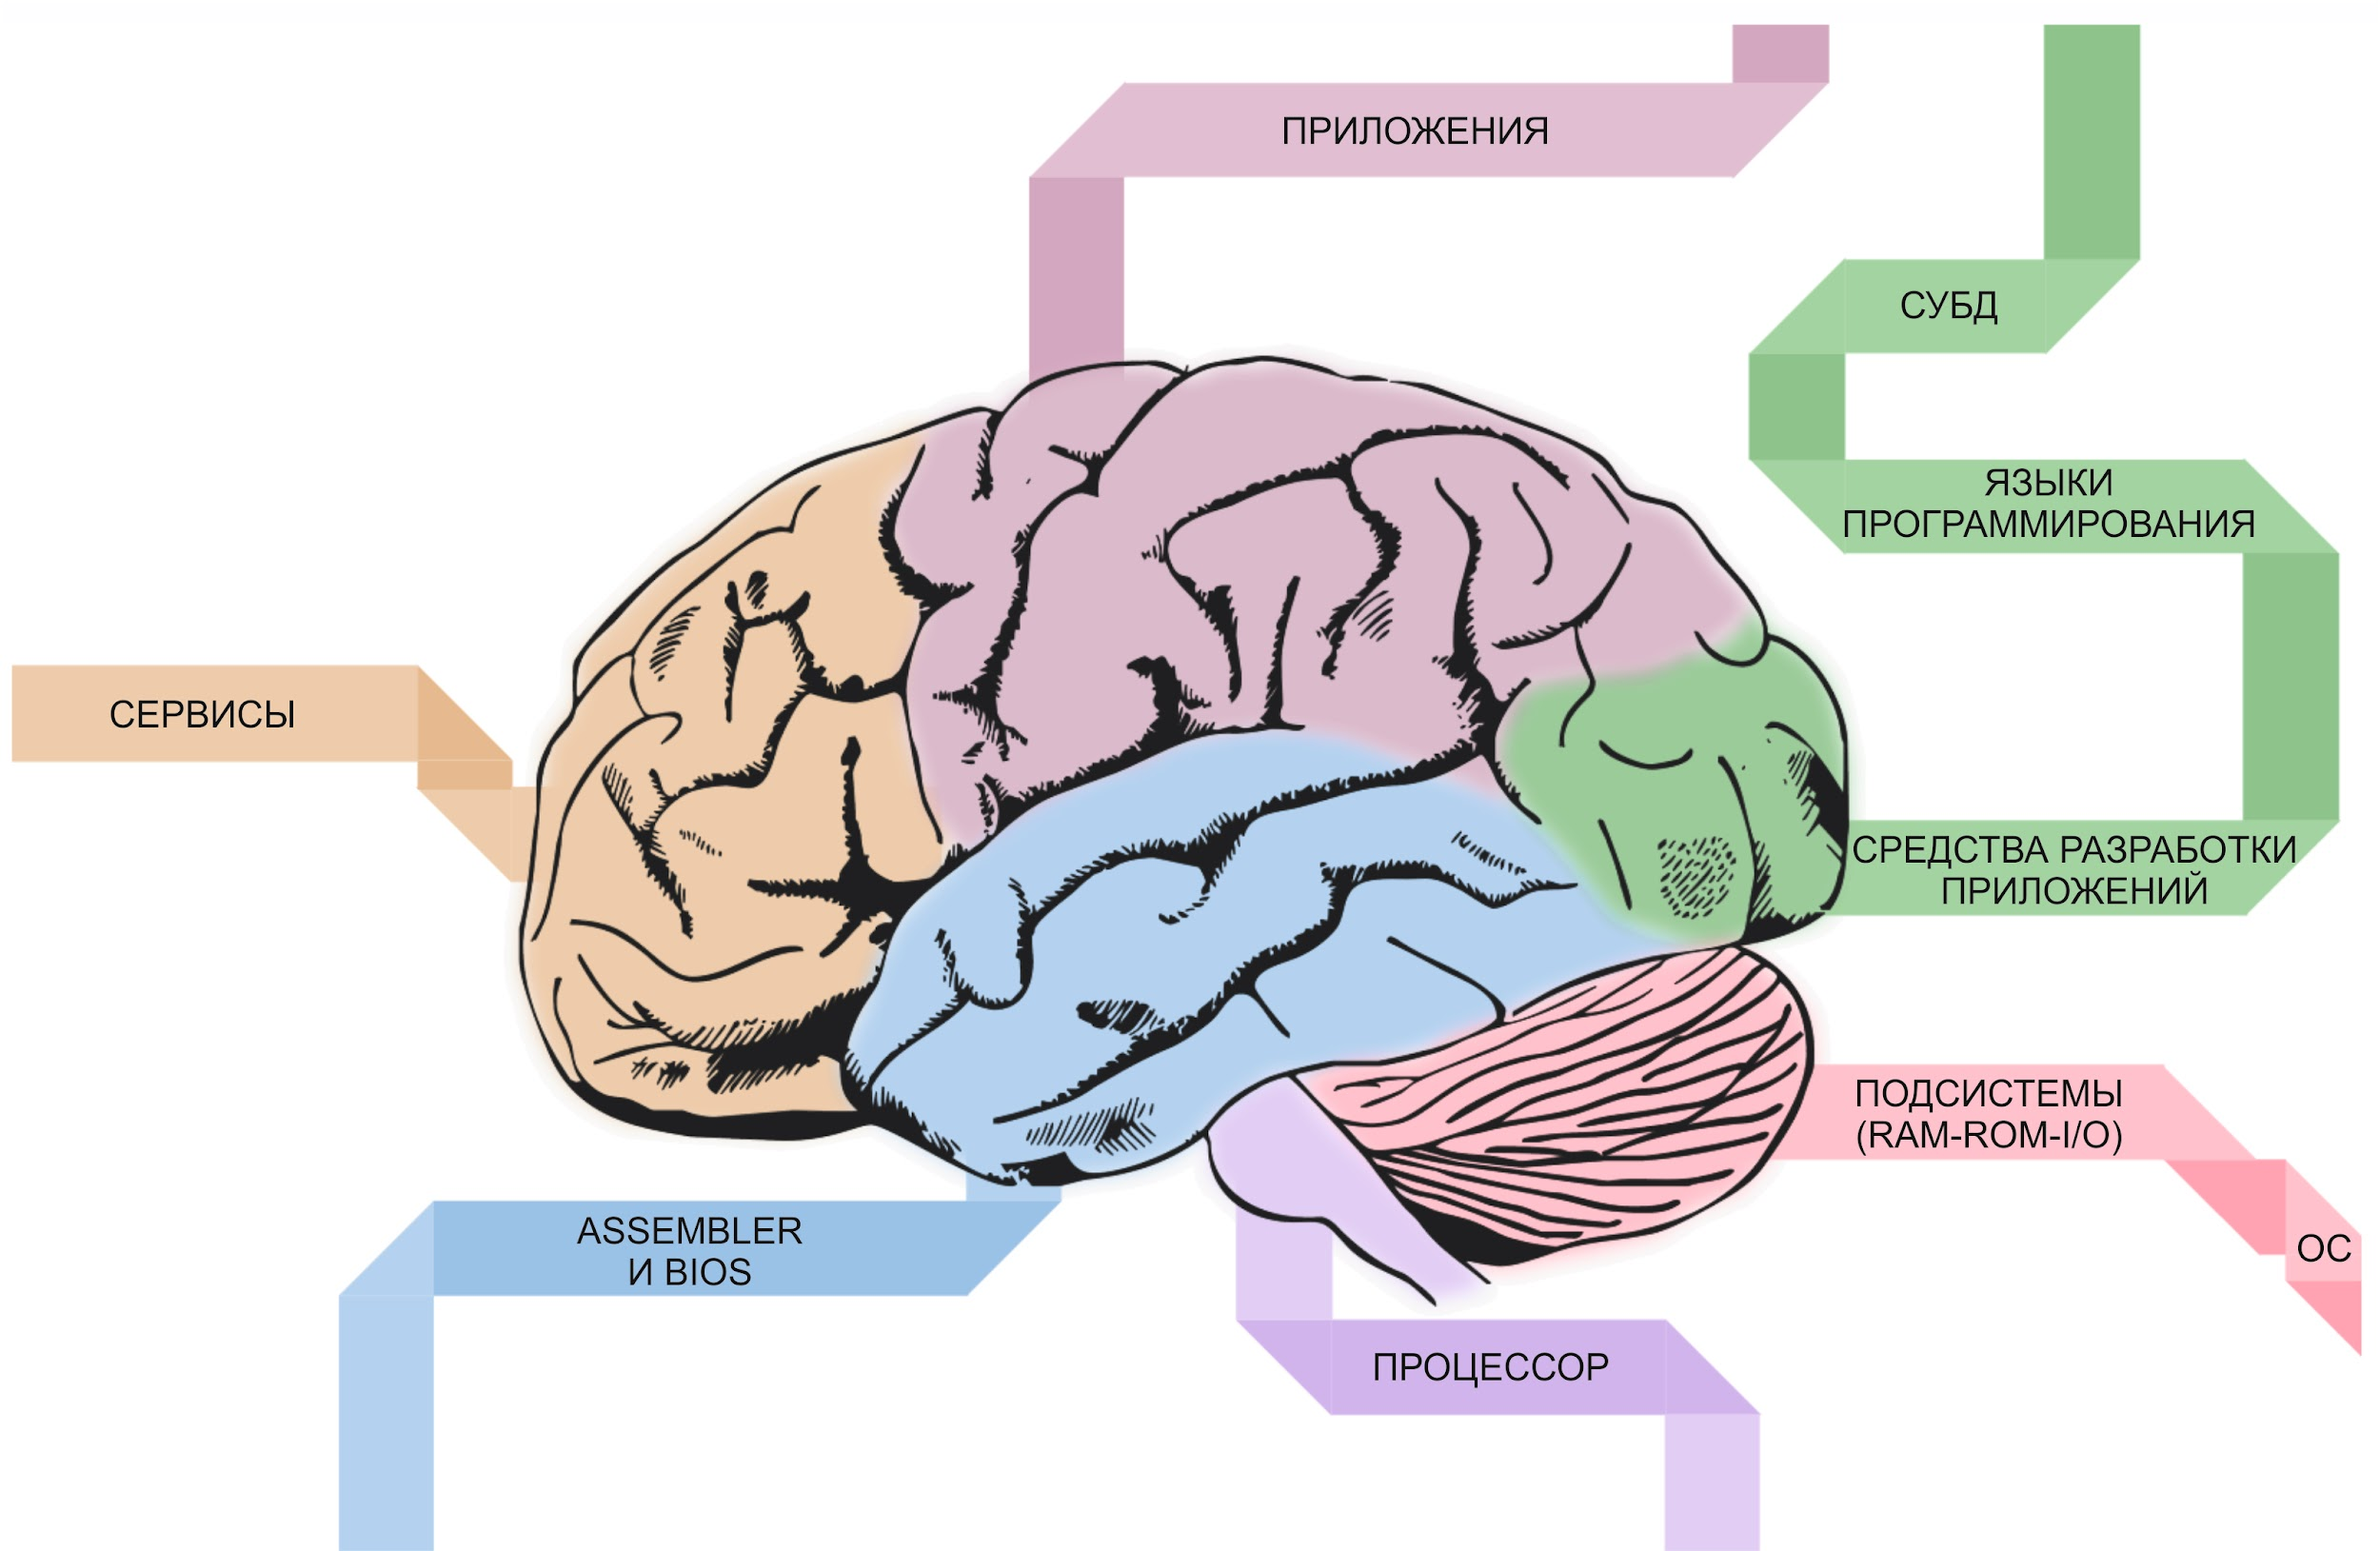 ПРИЛОЖЕНИЯ
СУБД
ЯЗЫКИ
ПРОГРАММИРОВАНИЯ
СЕРВИСЫ
СРЕДСТВА РАЗРАБОТКИ
ПРИЛОЖЕНИЙ
ПОДСИСТЕМЫ
(RAM-ROM-I/O)
ОС
ASSEMBLER
И BIOS
ПРОЦЕССОР